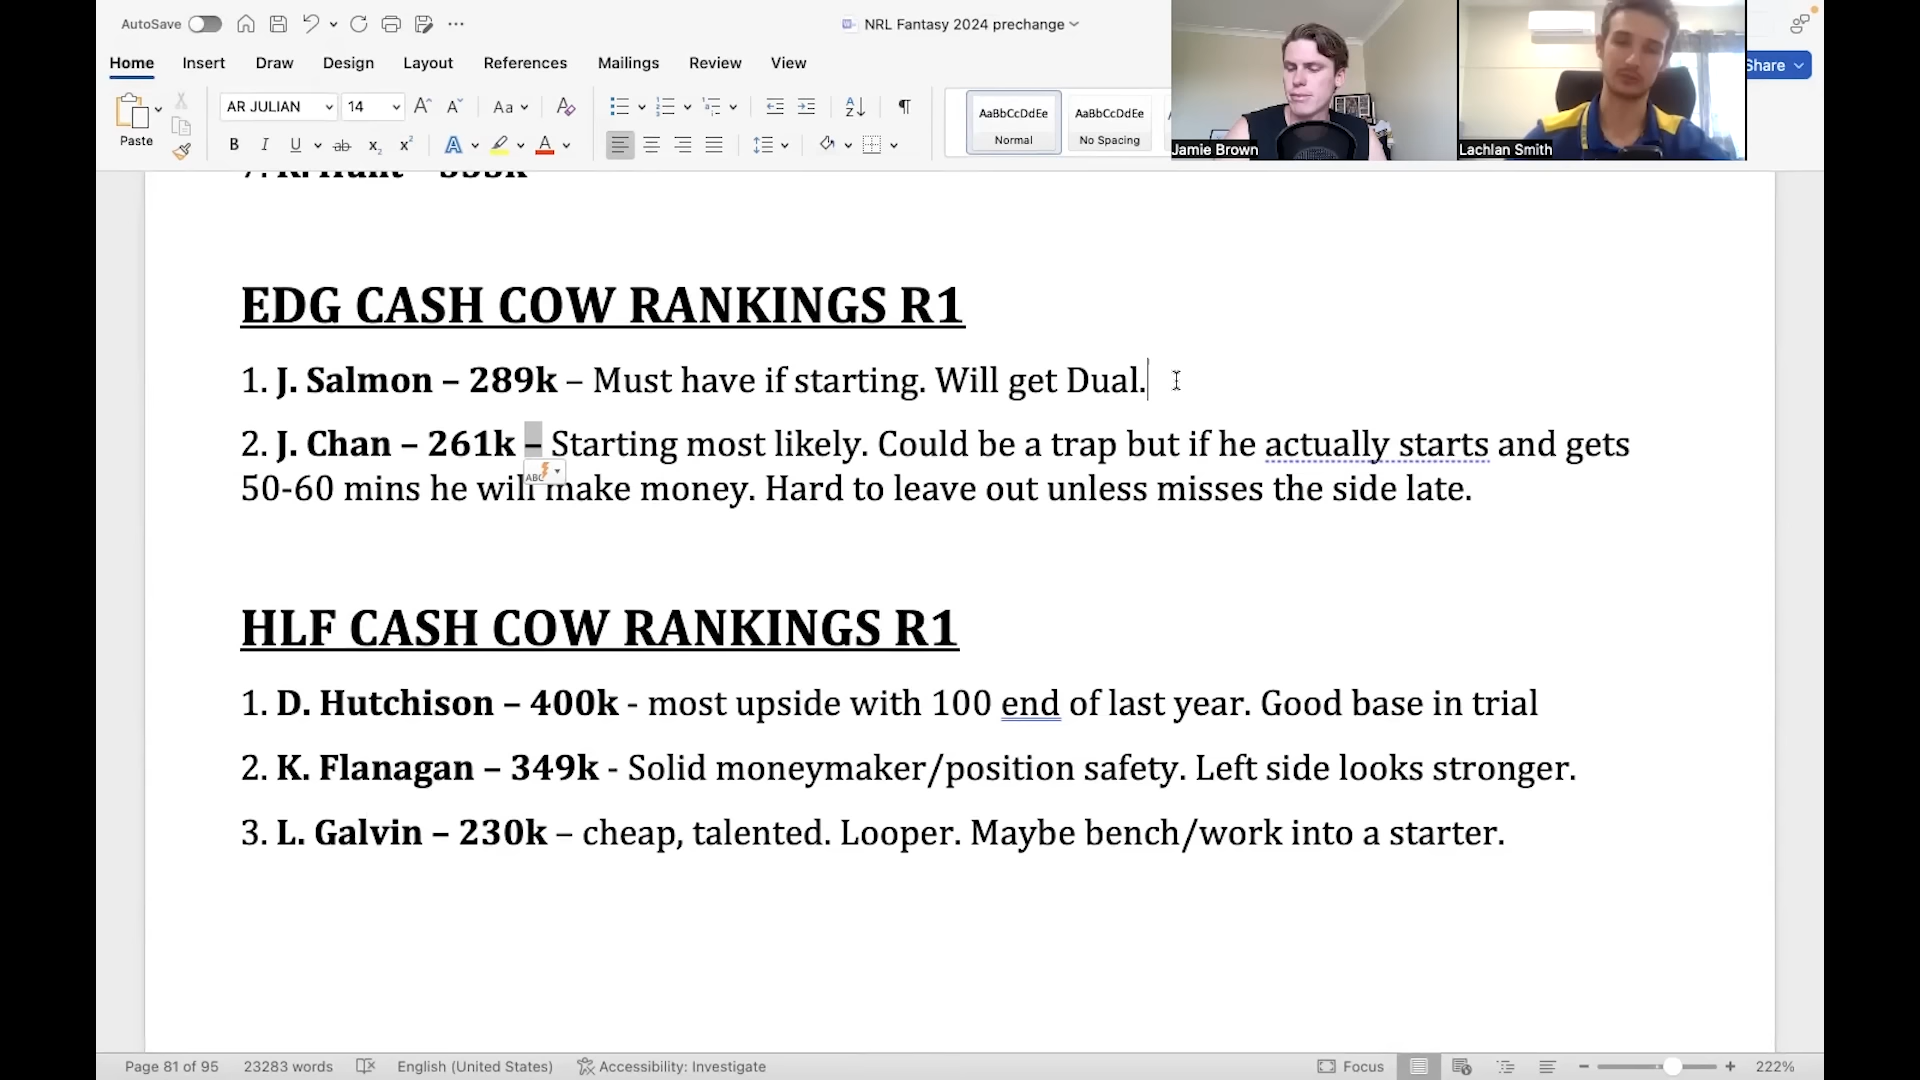 AutoSave
NRL Fantasy 2024 prechange
Home Insert Draw Design Layout References Mailings Review View
Share
Paste
AR JULIAN
14
Aa
AaBbCcDdEe
Normal
AaBbCcDdEe
No Spacing
Jamie Brown
Lachlan Smith
EDG CASH COW RANKINGS R1
1. J. Salmon – 289k – Must have if starting. Will get Dual.
2. J. Chan – 261k – Starting most likely. Could be a trap but if he actually starts and gets
50-60 mins he will make money. Hard to leave out unless misses the side late.
HLF CASH COW RANKINGS R1
1. D. Hutchison – 400k - most upside with 100 end of last year. Good base in trial
2. K. Flanagan – 349k - Solid moneymaker/position safety. Left side looks stronger.
3. L. Galvin – 230k – cheap, talented. Looper. Maybe bench/work into a starter.
Page 81 of 95 23283 words English (United States) Accessibility: Investigate Focus 222%